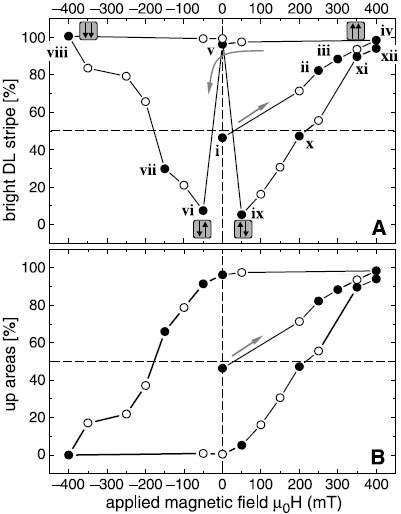 −400 −300 −200 −100 0 100 200 300 400
100
80
60
40
20
0
bright DL stripe [%]
viii
v
iv
iii
xii
ii
xi
i
x
vii
vi
ix
A
100
80
60
40
20
0
up areas [%]
B
−400 −300 −200 −100 0 100 200 300 400
applied magnetic field μ₀H (mT)